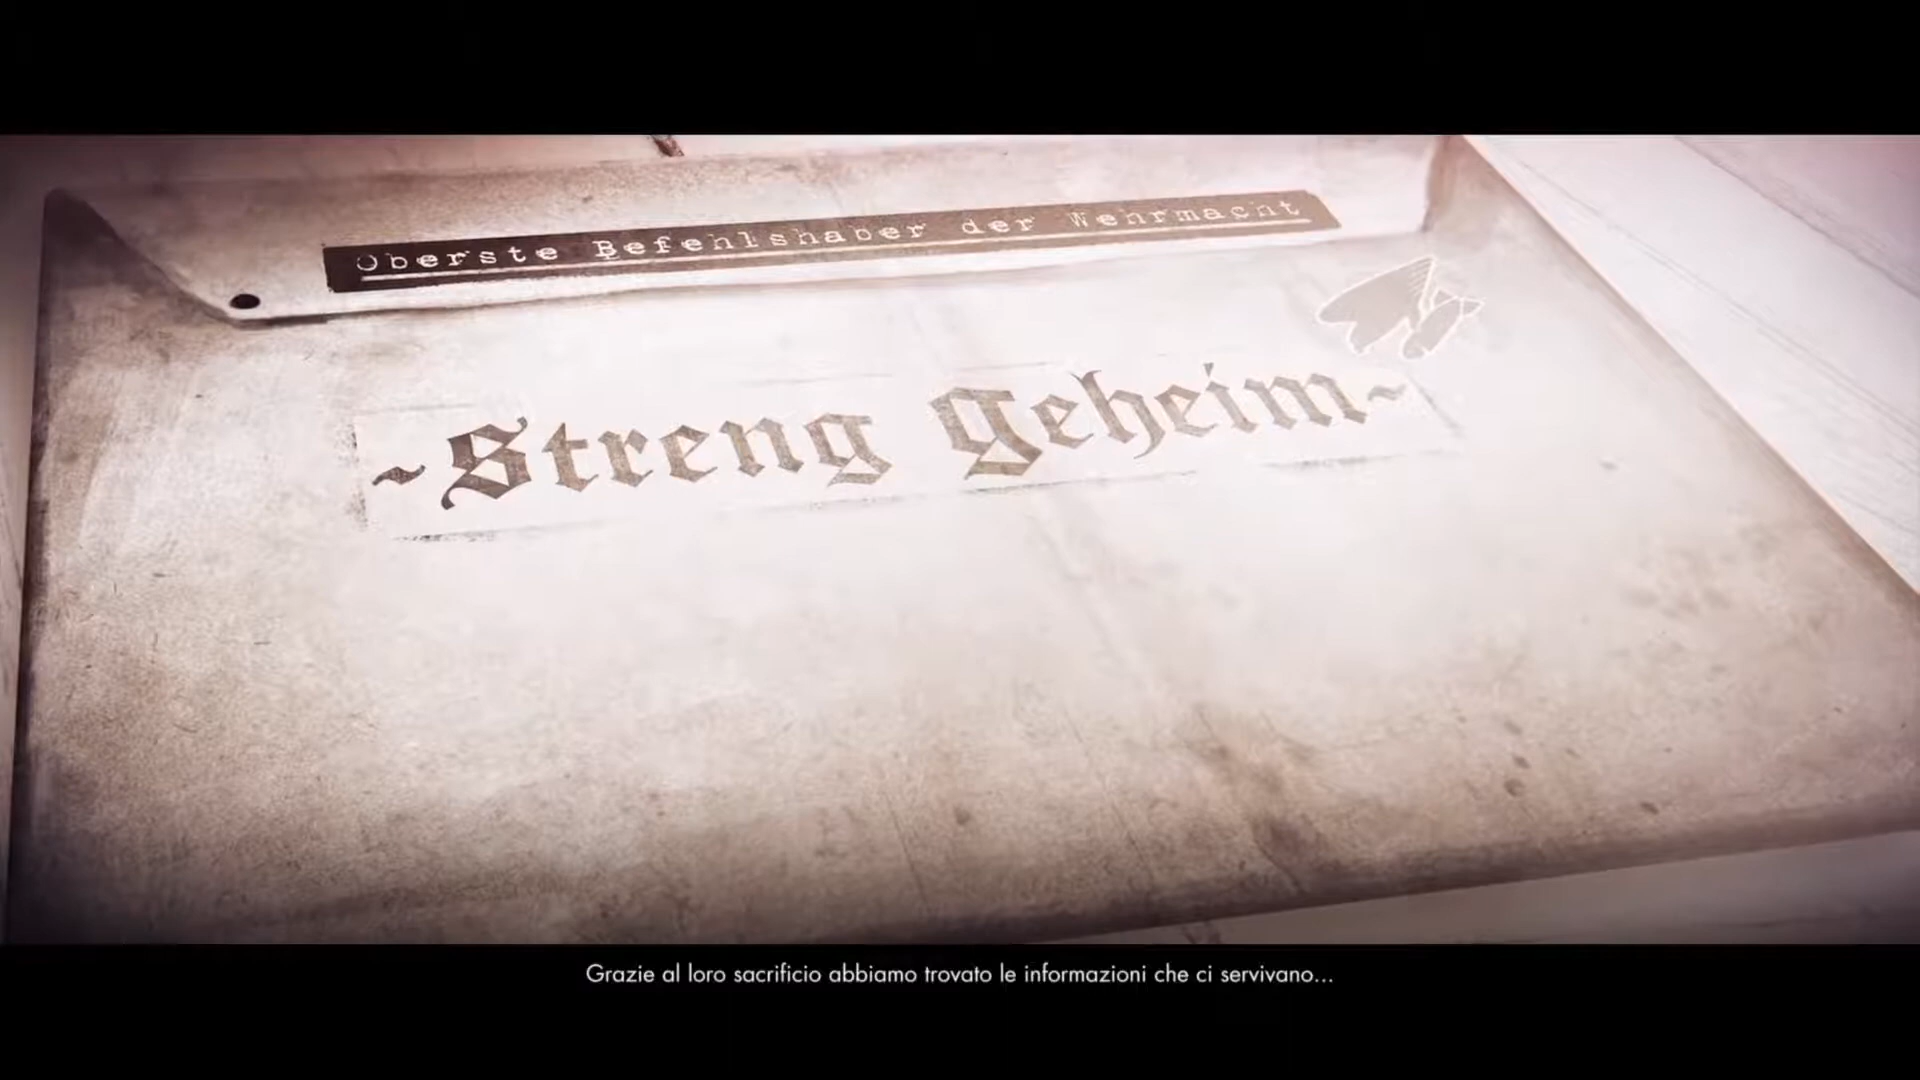 Oberste Befehlshaber der Wehrmacht
~Streng Geheim~
Grazie al loro sacrificio abbiamo trovato le informazioni che ci servivano...